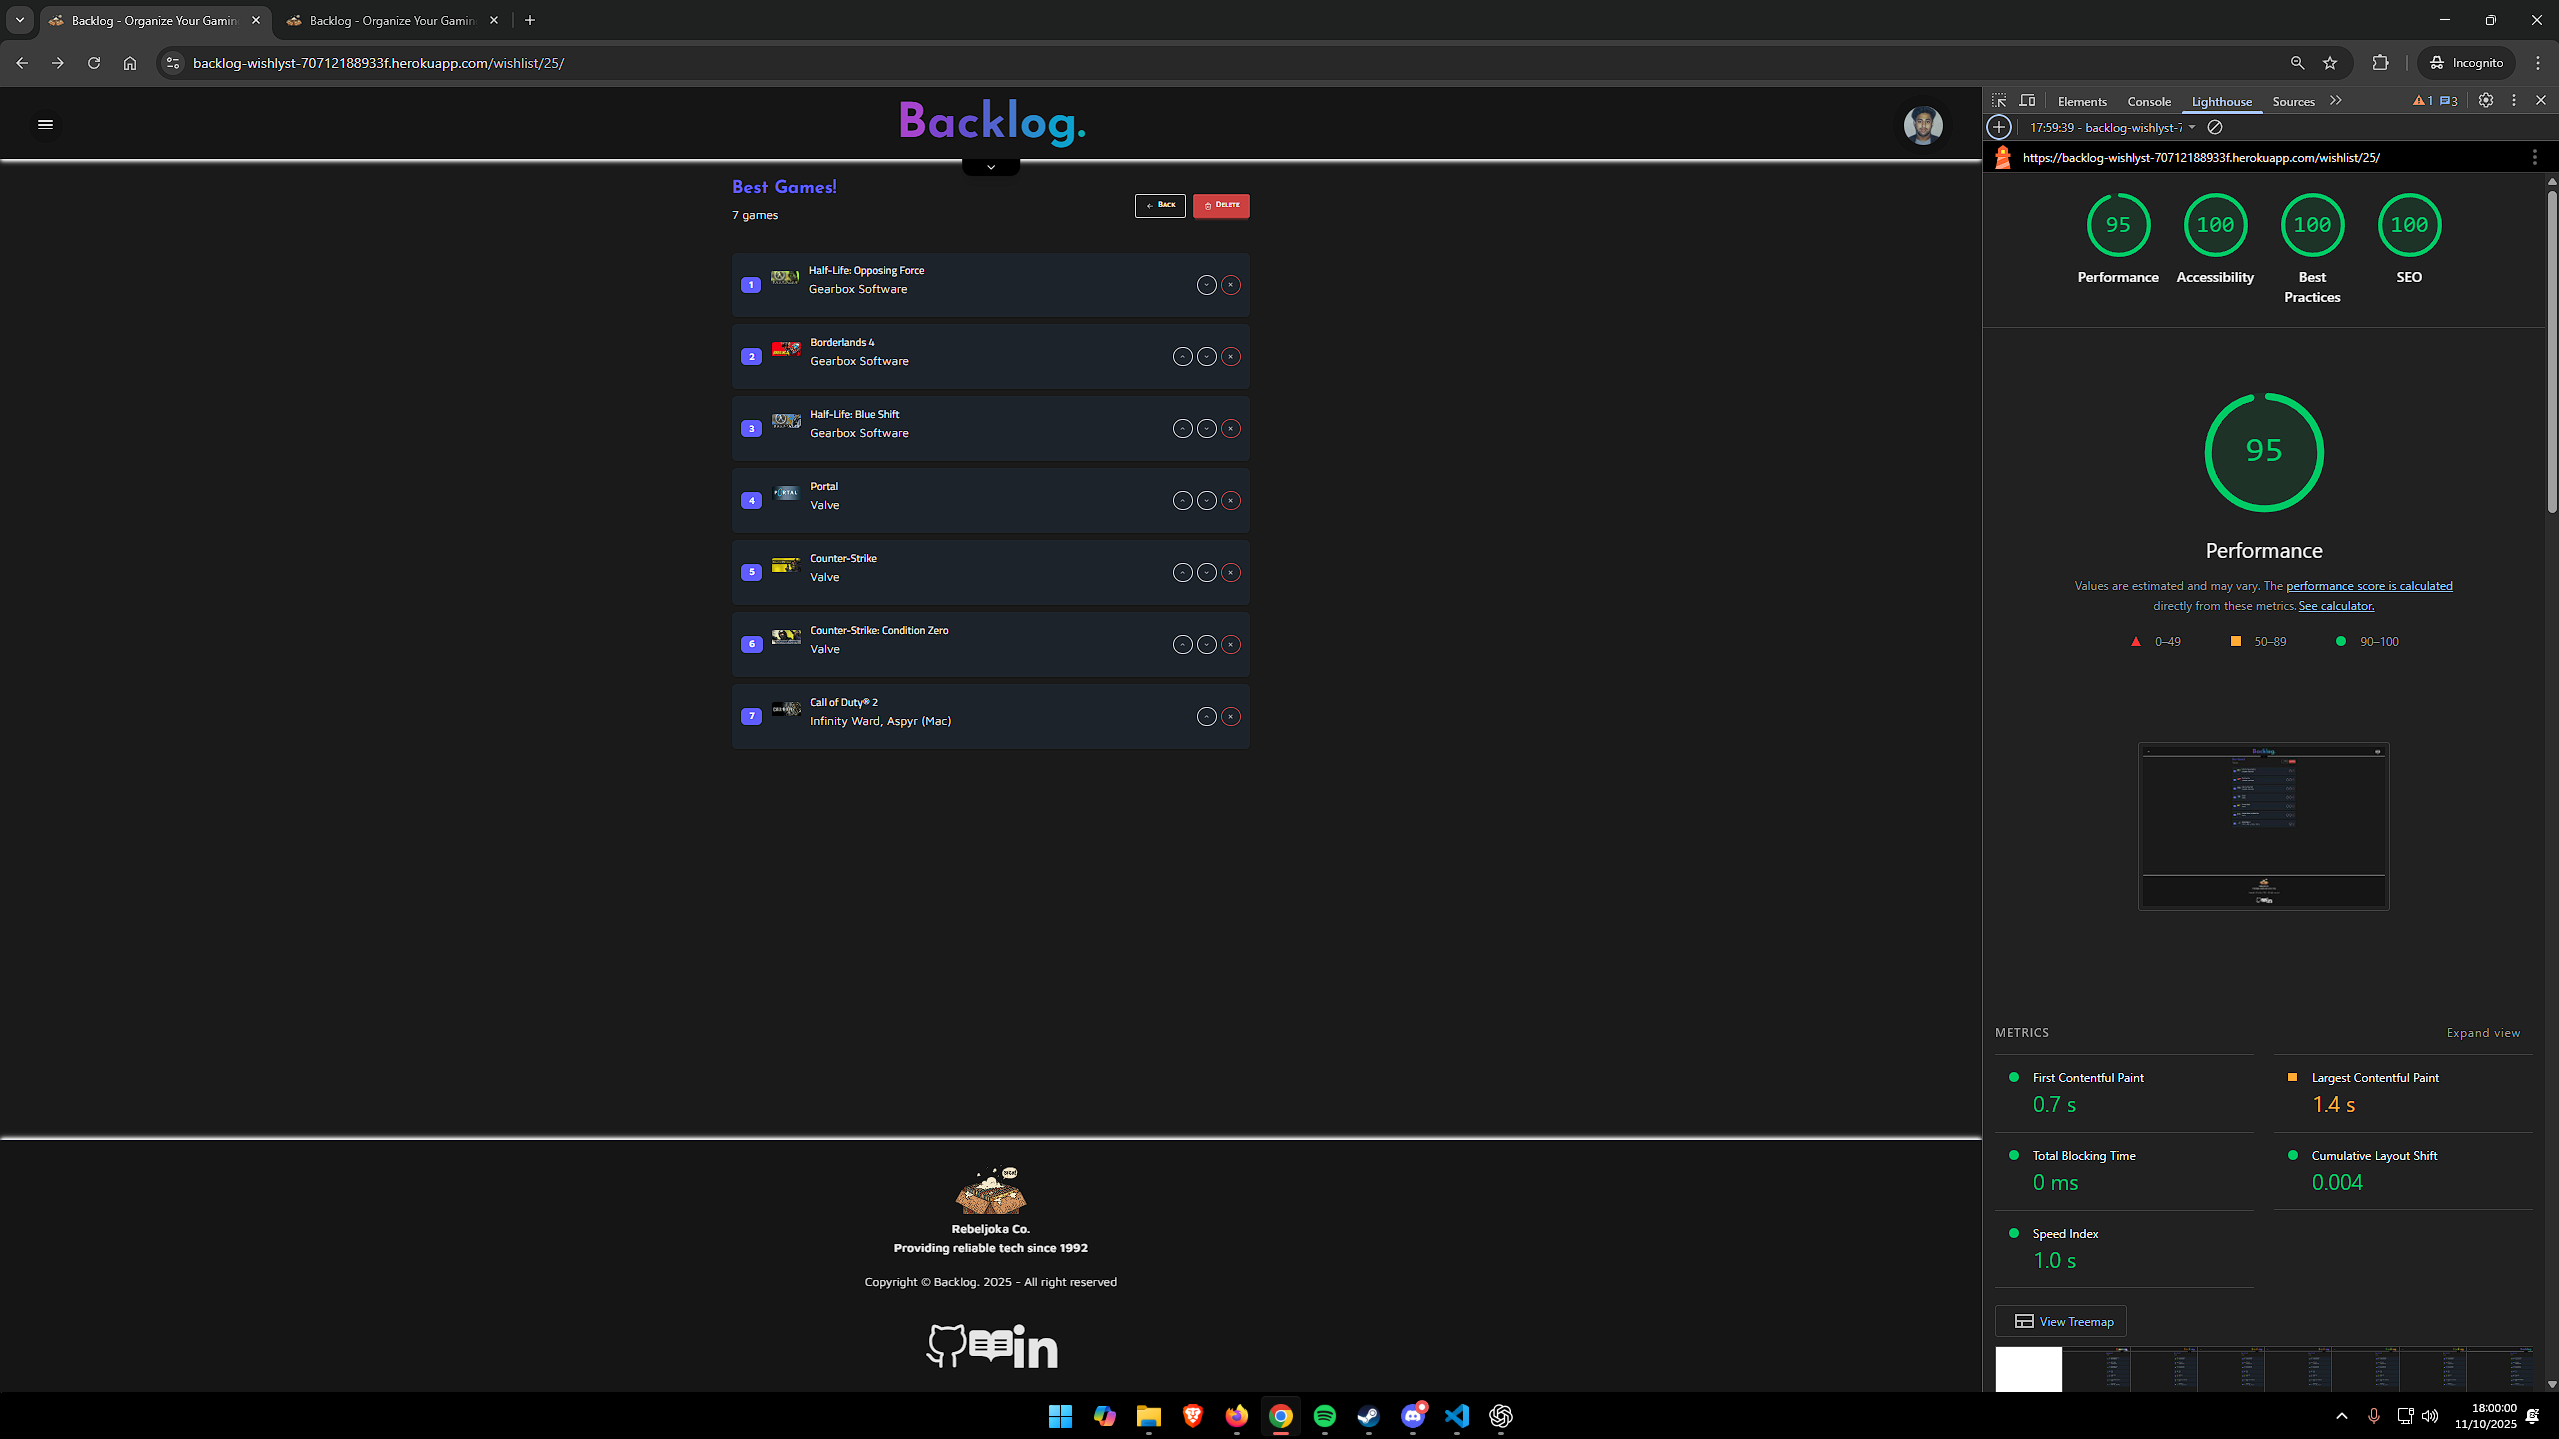 Backlog - Organize Your Gamin
Backlog - Organize Your Gamin
backlog-wishlyst-70712188933f.herokuapp.com/wishlist/25/
Incognito
Backlog.
Best Games!
7 games
← Back
Delete
1
Half-Life: Opposing Force
Gearbox Software
2
Borderlands 4
Gearbox Software
3
Half-Life: Blue Shift
Gearbox Software
4
PORTAL
Portal
Valve
5
Counter-Strike
Valve
6
Counter-Strike: Condition Zero
Valve
7
Call of Duty® 2
Infinity Ward, Aspyr (Mac)
Rebeljoka Co.
Providing reliable tech since 1992
Copyright © Backlog. 2025 - All right reserved
in
Elements
Console
Lighthouse
Sources
1
3
17:59:39 - backlog-wishlyst-7
https://backlog-wishlyst-70712188933f.herokuapp.com/wishlist/25/
95
100
100
100
Performance
Accessibility
Best
Practices
SEO
95
Performance
Values are estimated and may vary. The performance score is calculated
directly from these metrics. See calculator.
0–49
50–89
90–100
METRICS
Expand view
First Contentful Paint
0.7 s
Largest Contentful Paint
1.4 s
Total Blocking Time
0 ms
Cumulative Layout Shift
0.004
Speed Index
1.0 s
View Treemap
18:00:00
11/10/2025